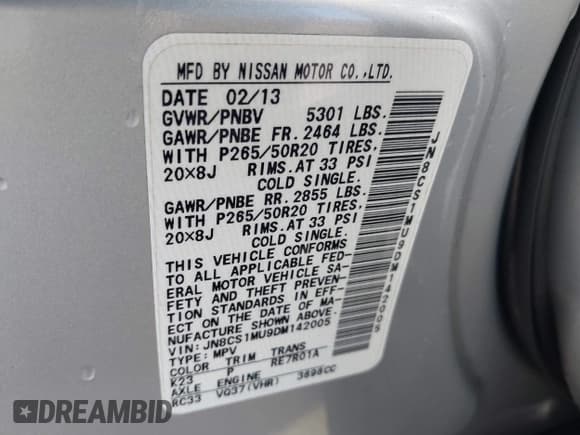 MFD BY NISSAN MOTOR CO.,LTD.
DATE 02/13
GVWR/PNBV 5301 LBS.
GAWR/PNBE FR. 2464 LBS.
WITH P265/50R20 TIRES,
20×8J RIMS.AT 33 PSI
COLD SINGLE.
GAWR/PNBE RR. 2855 LBS.
WITH P265/50R20 TIRES,
20×8J RIMS.AT 33 PSI
COLD SINGLE.
THIS VEHICLE CONFORMS
TO ALL APPLICABLE FED-
ERAL MOTOR VEHICLE SA-
FETY AND THEFT PREVEN-
TION STANDARDS IN EFF-
ECT ON THE DATE OF MA-
NUFACTURE SHOWN ABOVE.
VIN: JN8CS1MU9DM142005
TYPE: MPV
COLOR TRIM TRANS
K23 P RE7R01A
AXLE ENGINE
RC33 VQ37(VHR) 3696CC
JN8CS1MU9DM142005
DREAMBID